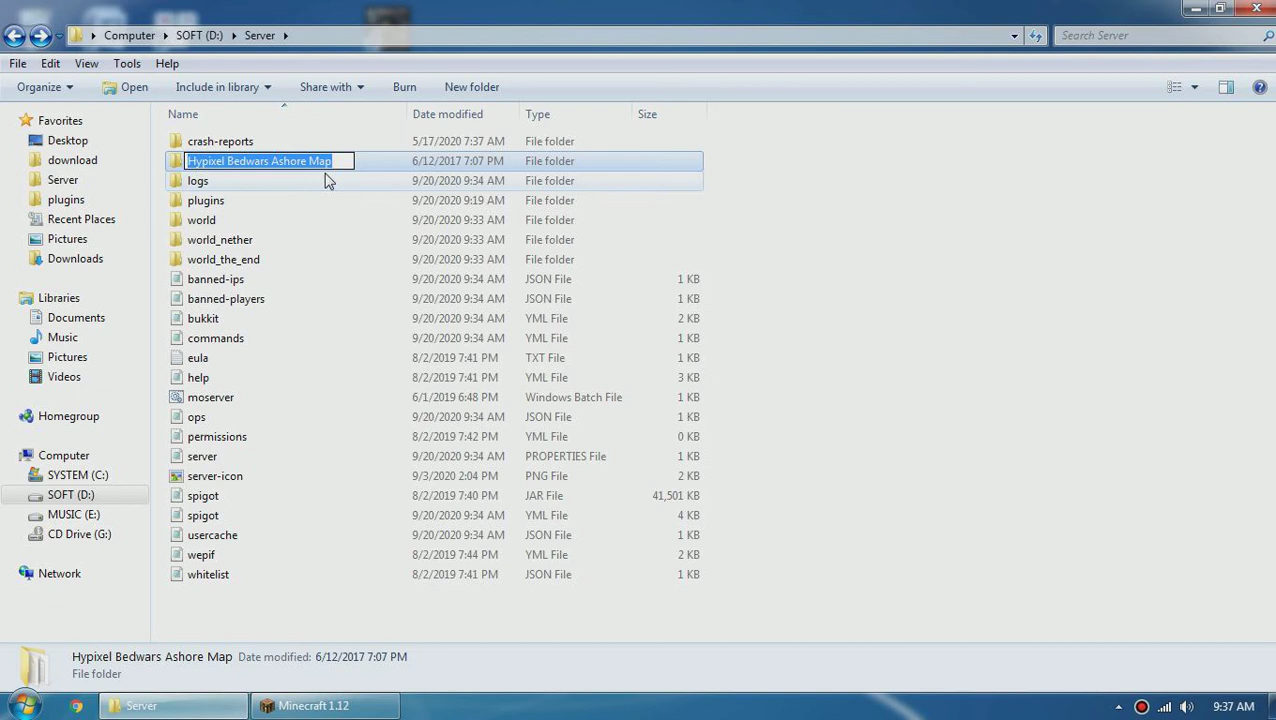 Computer SOFT (D:) Server
Search Server
File Edit View Tools Help
Organize Open Include in library Share with Burn New folder
Name Date modified Type Size
Favorites
Desktop
download
Server
plugins
Recent Places
Pictures
Downloads
Libraries
Documents
Music
Pictures
Videos
Homegroup
Computer
SYSTEM (C:)
SOFT (D:)
MUSIC (E:)
CD Drive (G:)
Network
crash-reports 5/17/2020 7:37 AM File folder
Hypixel Bedwars Ashore Map 6/12/2017 7:07 PM File folder
logs 9/20/2020 9:34 AM File folder
plugins 9/20/2020 9:19 AM File folder
world 9/20/2020 9:33 AM File folder
world_nether 9/20/2020 9:33 AM File folder
world_the_end 9/20/2020 9:33 AM File folder
banned-ips 9/20/2020 9:34 AM JSON File 1 KB
banned-players 9/20/2020 9:34 AM JSON File 1 KB
bukkit 9/20/2020 9:34 AM YML File 2 KB
commands 9/20/2020 9:34 AM YML File 1 KB
eula 8/2/2019 7:41 PM TXT File 1 KB
help 8/2/2019 7:41 PM YML File 3 KB
moserver 6/1/2019 6:48 PM Windows Batch File 1 KB
ops 9/20/2020 9:34 AM JSON File 1 KB
permissions 8/2/2019 7:42 PM YML File 0 KB
server 9/20/2020 9:34 AM PROPERTIES File 1 KB
server-icon 9/3/2020 2:04 PM PNG File 2 KB
spigot 8/2/2019 7:40 PM JAR File 41,501 KB
spigot 9/20/2020 9:34 AM YML File 4 KB
usercache 9/20/2020 9:34 AM JSON File 1 KB
wepif 8/2/2019 7:44 PM YML File 2 KB
whitelist 8/2/2019 7:41 PM JSON File 1 KB
Hypixel Bedwars Ashore Map Date modified: 6/12/2017 7:07 PM
File folder
Server Minecraft 1.12 9:37 AM